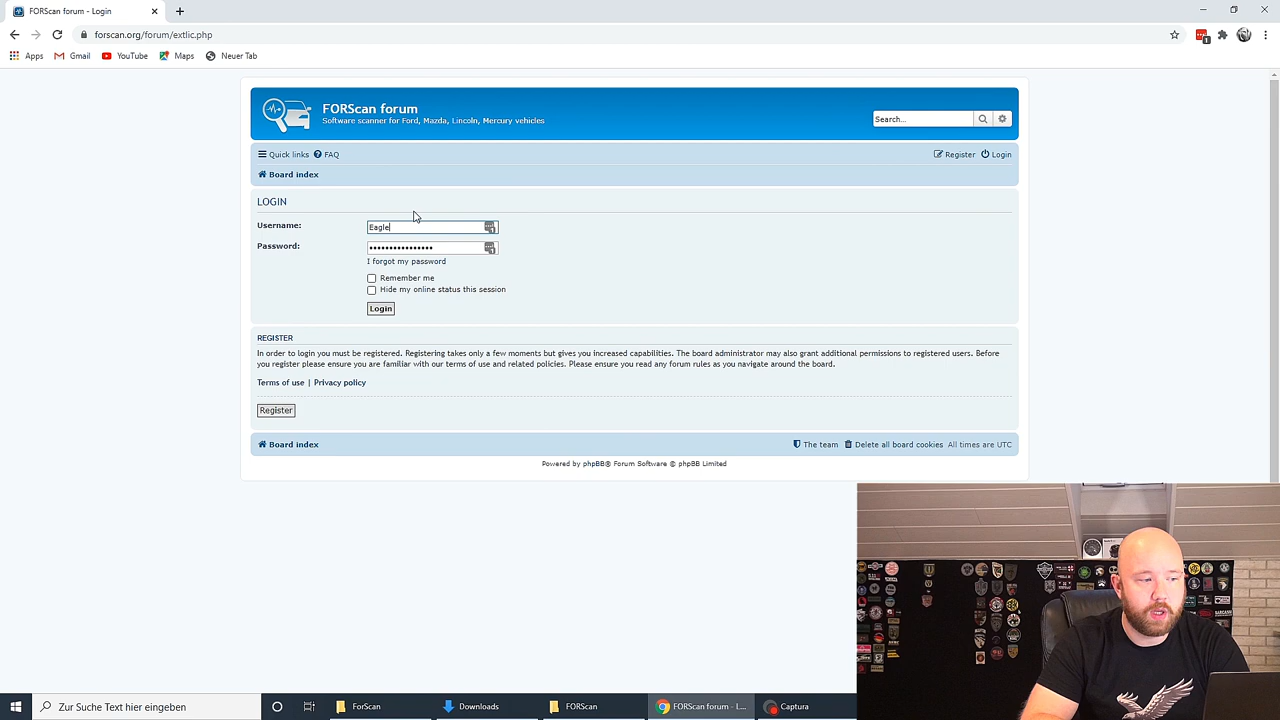 FORScan forum - Login
forscan.org/forum/extlic.php
1
Apps Gmail YouTube Maps Neuer Tab
FORScan forum
Software scanner for Ford, Mazda, Lincoln, Mercury vehicles
Search...
Quick links FAQ
Register Login
Board index
LOGIN
Username: Eagle
Password: ••••••••••••••••
I forgot my password
Remember me
Hide my online status this session
Login
REGISTER
In order to login you must be registered. Registering takes only a few moments but gives you increased capabilities. The board administrator may also grant additional permissions to registered users. Before
you register please ensure you are familiar with our terms of use and related policies. Please ensure you read any forum rules as you navigate around the board.
Terms of use | Privacy policy
Register
Board index
The team Delete all board cookies All times are UTC
Powered by phpBB® Forum Software © phpBB Limited
Zur Suche Text hier eingeben
ForScan
Downloads
FORScan
FORScan forum - L...
Captura